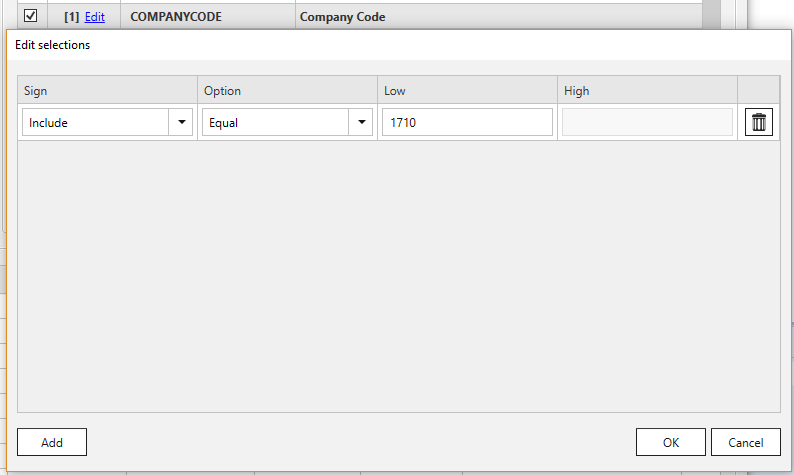 [1] Edit COMPANYCODE Company Code
Edit selections
Sign Option Low High
Include Equal 1710
Add OK Cancel